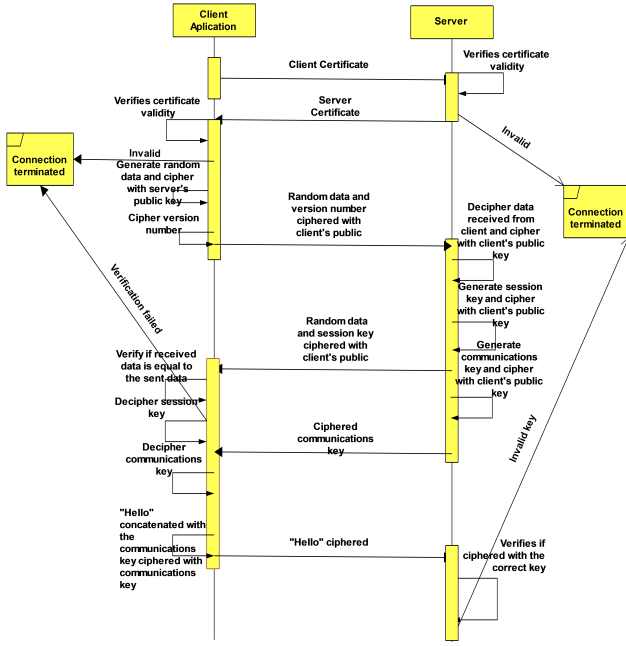 Client
Aplication
Server
Client Certificate
Verifies certificate
validity
Server
Certificate
Verifies certificate
validity
Invalid
Connection
terminated
Invalid
Connection
terminated
Generate random
data and cipher
with server's
public key
Cipher version
number
Random data and
version number
ciphered with
client's public
Decipher data
received from
client and cipher
with client's public
key
Generate session
key and cipher
with client's public
key
Generate
communications
key and cipher
with client's public
key
Verification failed
Random data
and session key
ciphered with
client's public
Verify if received
data is equal to
the sent data
Decipher session
key
Ciphered
communications
key
Decipher
communications
key
Invalid key
"Hello"
concatenated with
the
communications
key ciphered with
communications
key
"Hello" ciphered
Verifies if
ciphered with the
correct key